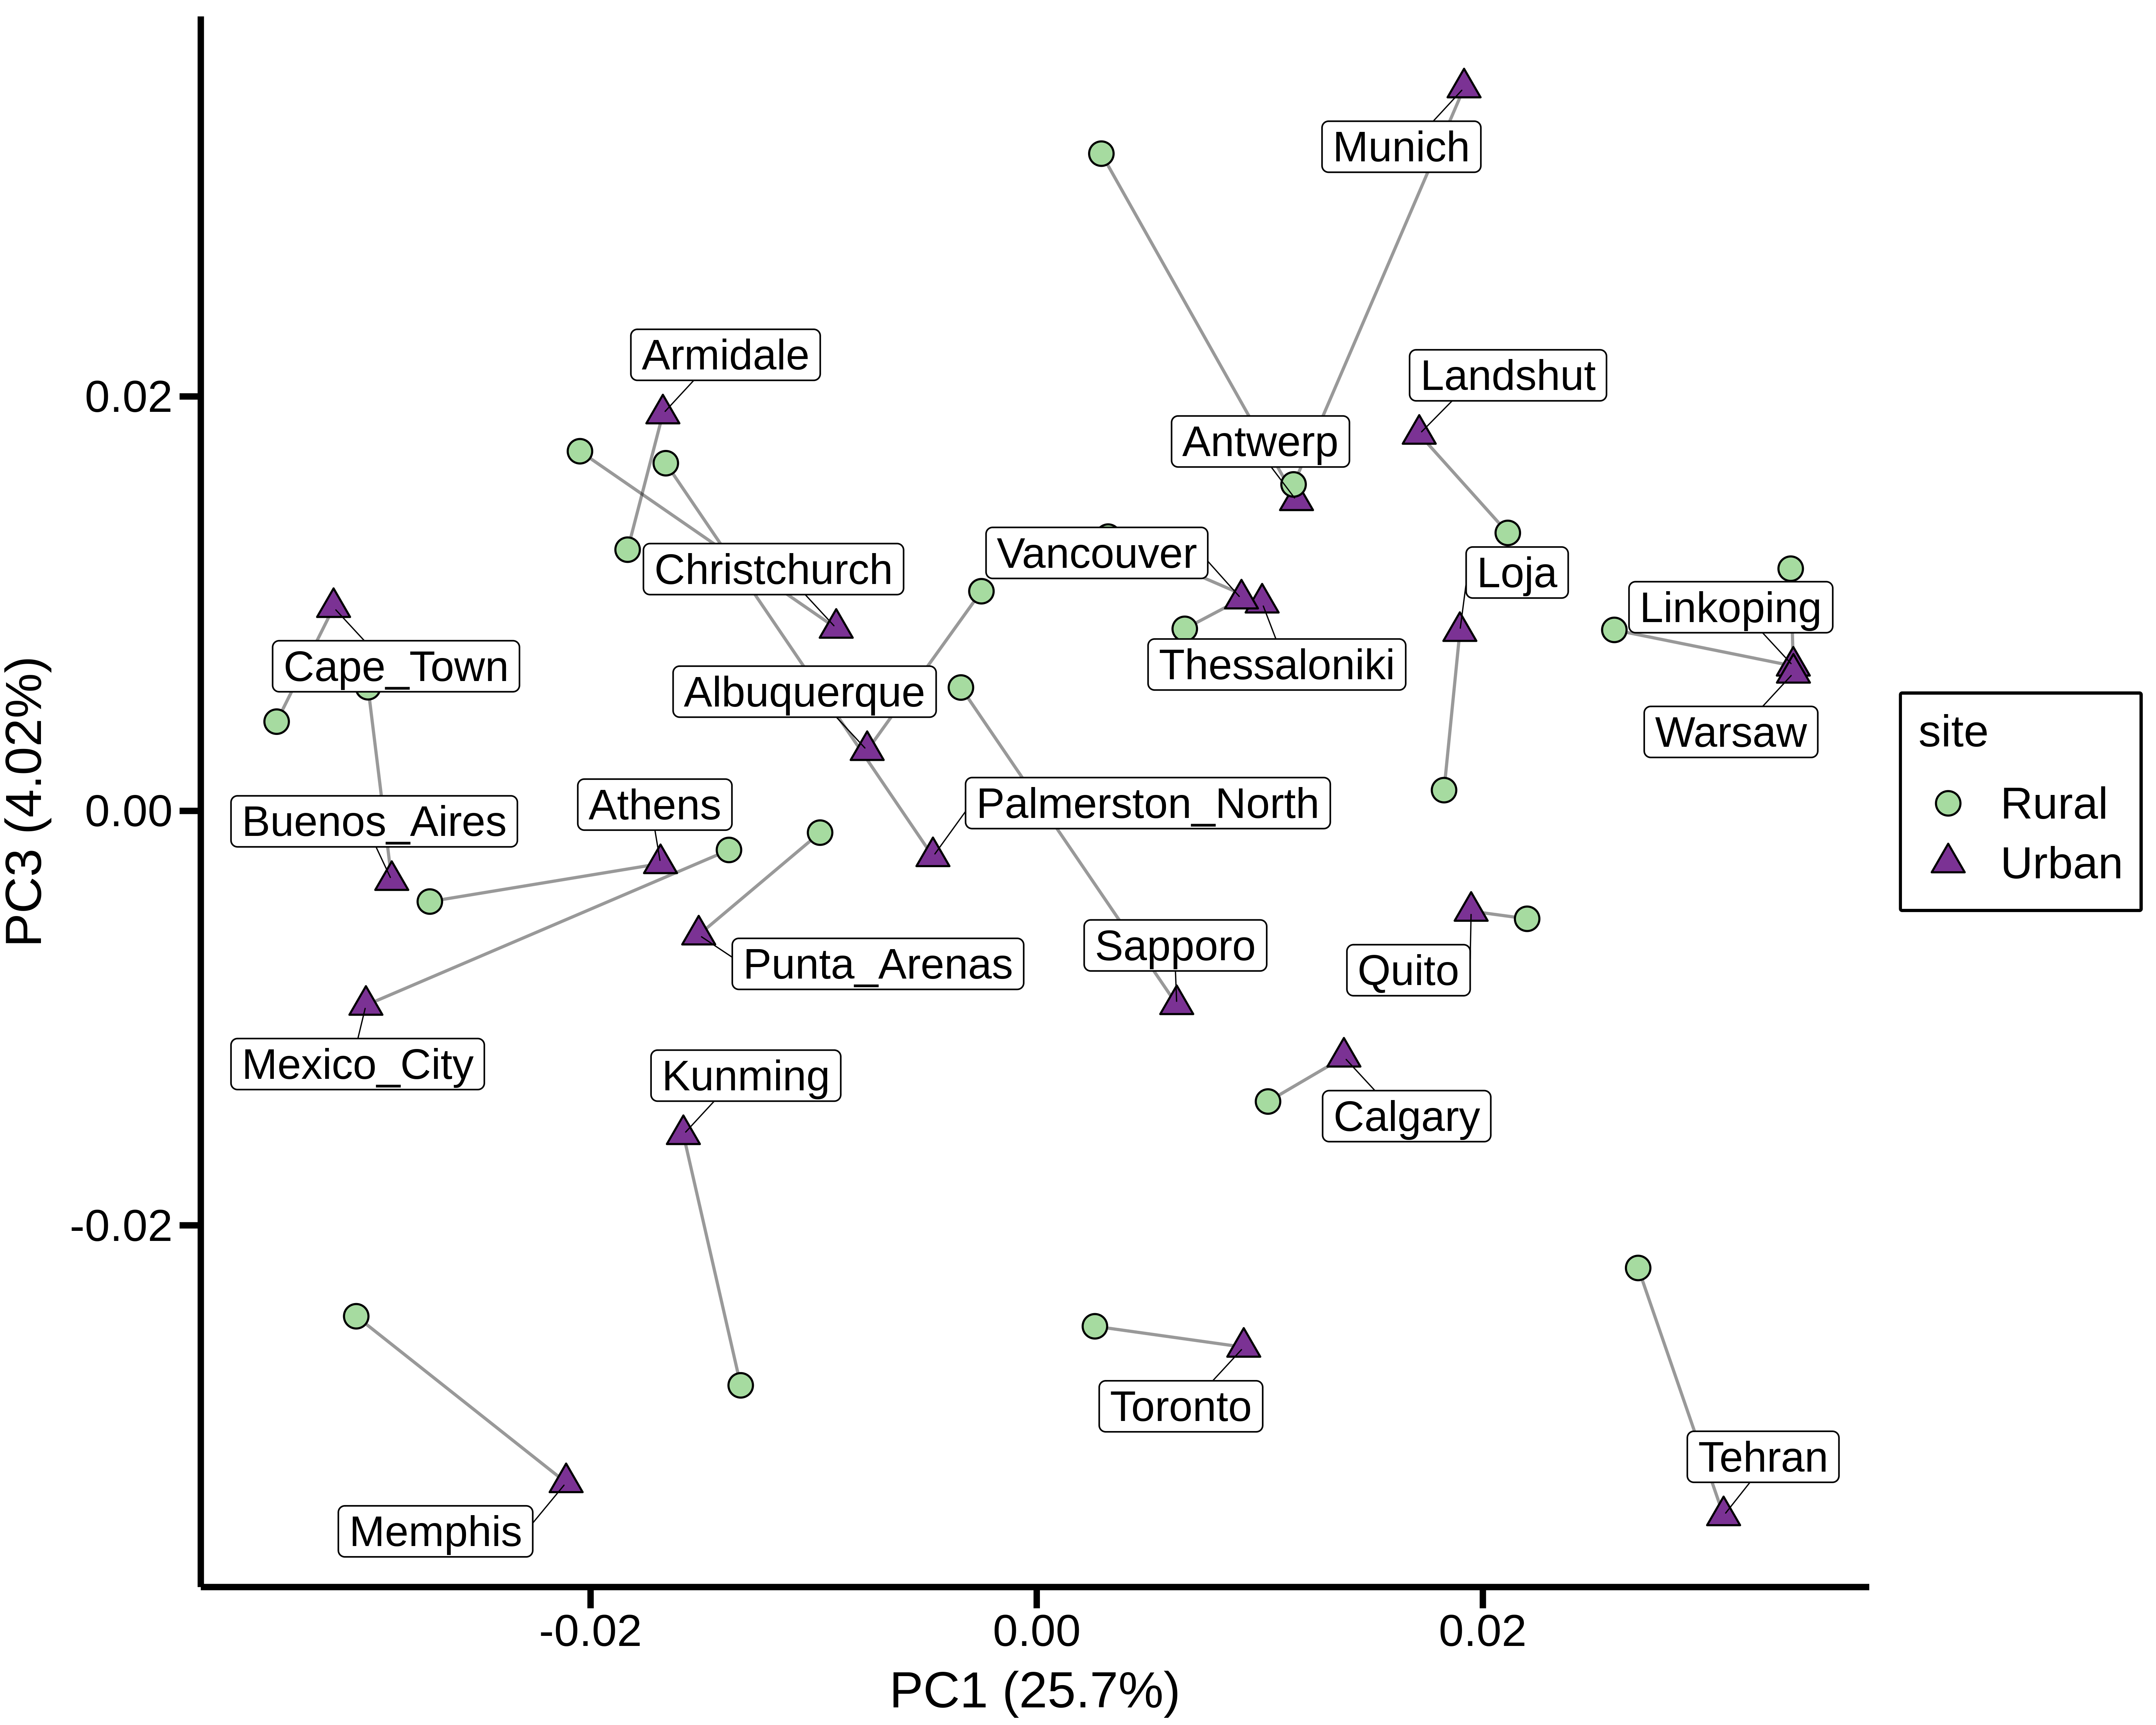 Munich
Armidale
Landshut
0.02
Antwerp
Vancouver
Christchurch
Loja
Linkoping
Cape_Town
Thessaloniki
Albuquerque
Warsaw
site
Rural
Urban
PC3 (4.02%)
0.00
Buenos_Aires
Athens
Palmerston_North
Sapporo
Punta_Arenas
Quito
Mexico_City
Kunming
Calgary
-0.02
Toronto
Tehran
Memphis
-0.02
0.00
0.02
PC1 (25.7%)